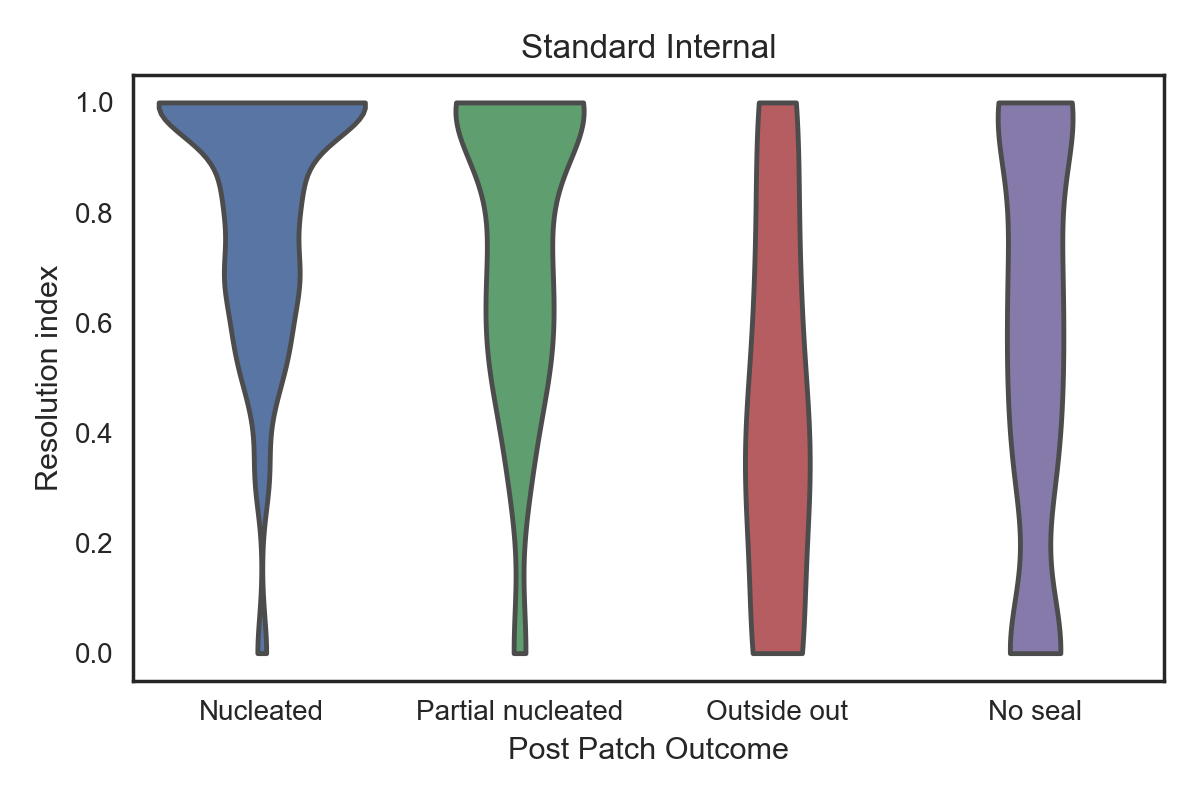 Standard Internal
Resolution index
1.0
0.8
0.6
0.4
0.2
0.0
Nucleated Partial nucleated Outside out No seal
Post Patch Outcome